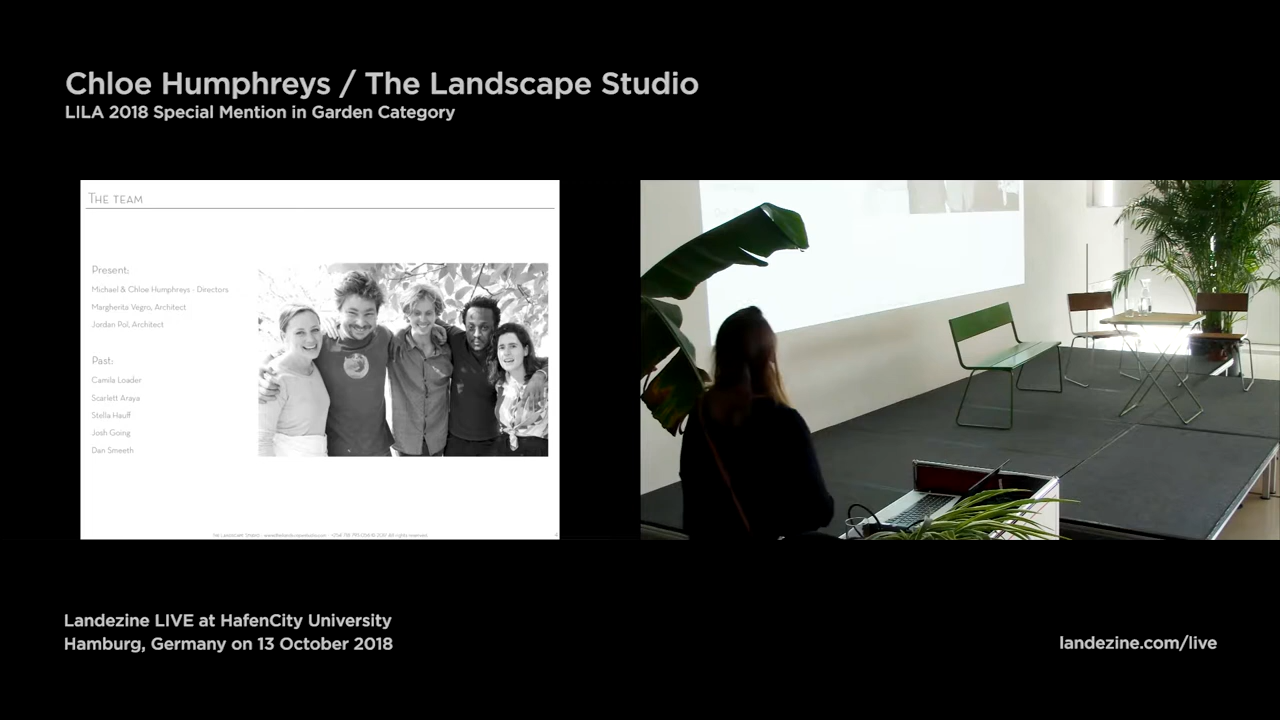 Chloe Humphreys / The Landscape Studio
LILA 2018 Special Mention in Garden Category
The team
Present:
Michael & Chloe Humphreys - Directors
Margherita Vegro, Architect
Jordan Pol, Architect
Past:
Camila Loader
Scarlett Araya
Stella Hauff
Josh Going
Dan Smeeth
Landezine LIVE at HafenCity University
Hamburg, Germany on 13 October 2018
landezine.com/live